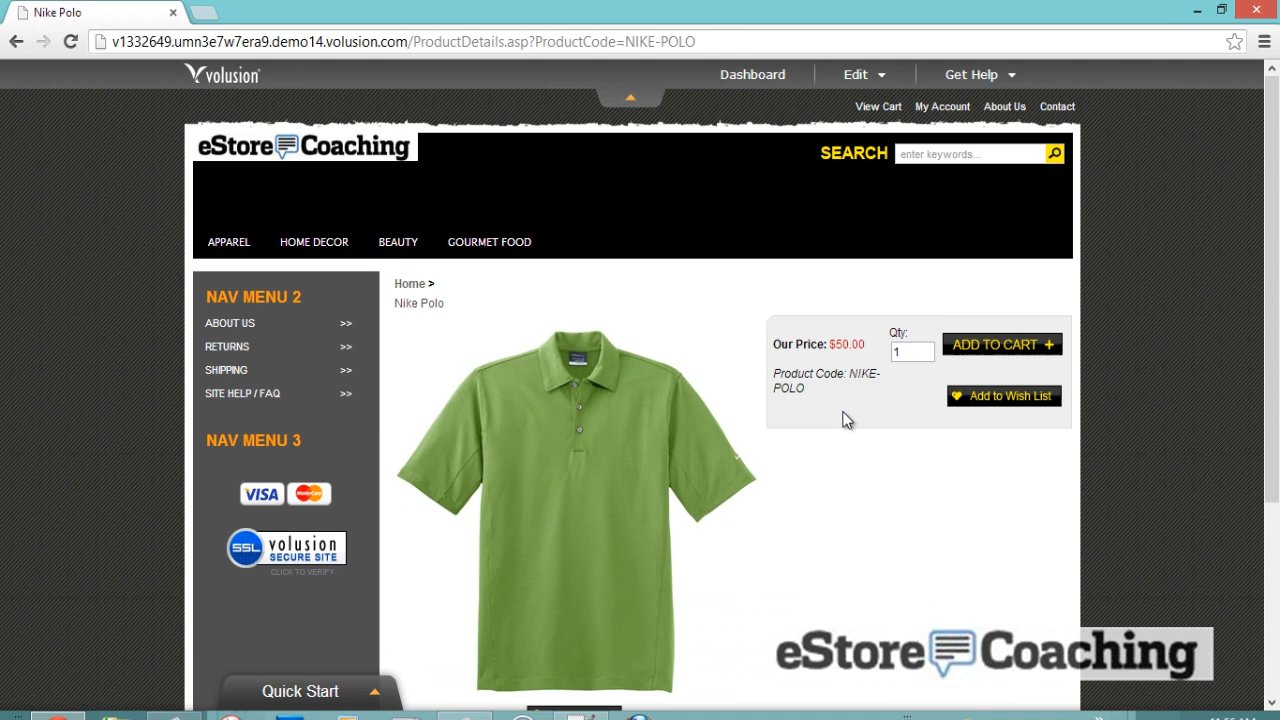 Nike Polo
v1332649.umn3e7w7era9.demo14.volusion.com/ProductDetails.asp?ProductCode=NIKE-POLO
volusion
Dashboard
Edit
Get Help
View Cart
My Account
About Us
Contact
eStore Coaching
SEARCH
enter keywords...
APPAREL
HOME DECOR
BEAUTY
GOURMET FOOD
NAV MENU 2
ABOUT US >>
RETURNS >>
SHIPPING >>
SITE HELP / FAQ >>
NAV MENU 3
VISA
MasterCard
SSL
volusion
SECURE SITE
CLICK TO VERIFY
Home >
Nike Polo
Our Price: $50.00
Qty:
1
ADD TO CART +
Product Code: NIKE-
POLO
Add to Wish List
eStore Coaching
Quick Start